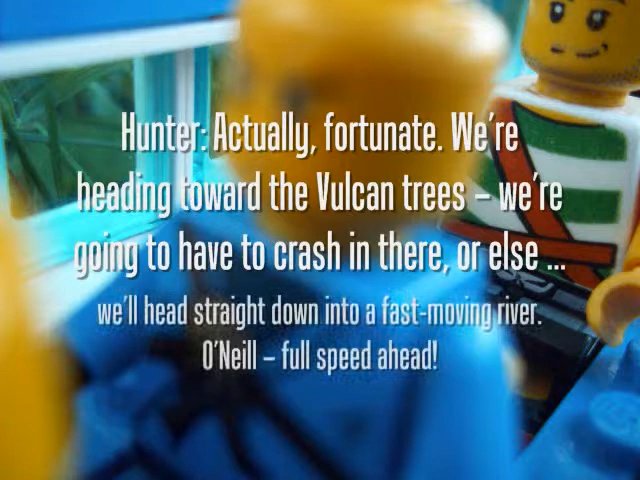 Hunter: Actually, fortunate. We're
heading toward the Vulcan trees – we're
going to have to crash in there, or else ...
we'll head straight down into a fast-moving river.
O'Neill – full speed ahead!